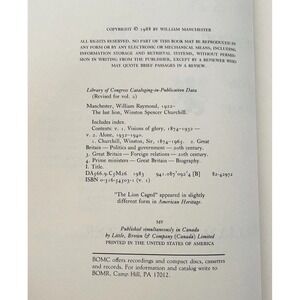 COPYRIGHT © 1988 BY WILLIAM MANCHESTER
ALL RIGHTS RESERVED. NO PART OF THIS BOOK MAY BE REPRODUCED IN
ANY FORM OR BY ANY ELECTRONIC OR MECHANICAL MEANS, INCLUDING
INFORMATION STORAGE AND RETRIEVAL SYSTEMS, WITHOUT PERMIS-
SION IN WRITING FROM THE PUBLISHER, EXCEPT BY A REVIEWER WHO
MAY QUOTE BRIEF PASSAGES IN A REVIEW.
Library of Congress Cataloging-in-Publication Data
(Revised for vol. 2)
Manchester, William Raymond, 1922–
The last lion, Winston Spencer Churchill.
Includes index.
Contents: v. 1. Visions of glory, 1874–1932 —
v. 2. Alone, 1932–1940.
1. Churchill, Winston, Sir, 1874–1965. 2. Great
Britain — Politics and government — 20th century.
3. Great Britain — Foreign relations — 20th century.
4. Prime ministers — Great Britain — Biography.
I. Title.
DA566.9.C5M26 1983 941.082'092'4 [B] 82-24972
ISBN 0-316-54503-1 (v. 1)
"The Lion Caged" appeared in slightly
different form in American Heritage.
MV
Published simultaneously in Canada
by Little, Brown & Company (Canada) Limited
PRINTED IN THE UNITED STATES OF AMERICA
BOMC offers recordings and compact discs, cassettes
and records. For information and catalog write to
BOMR, Camp Hill, PA 17012.